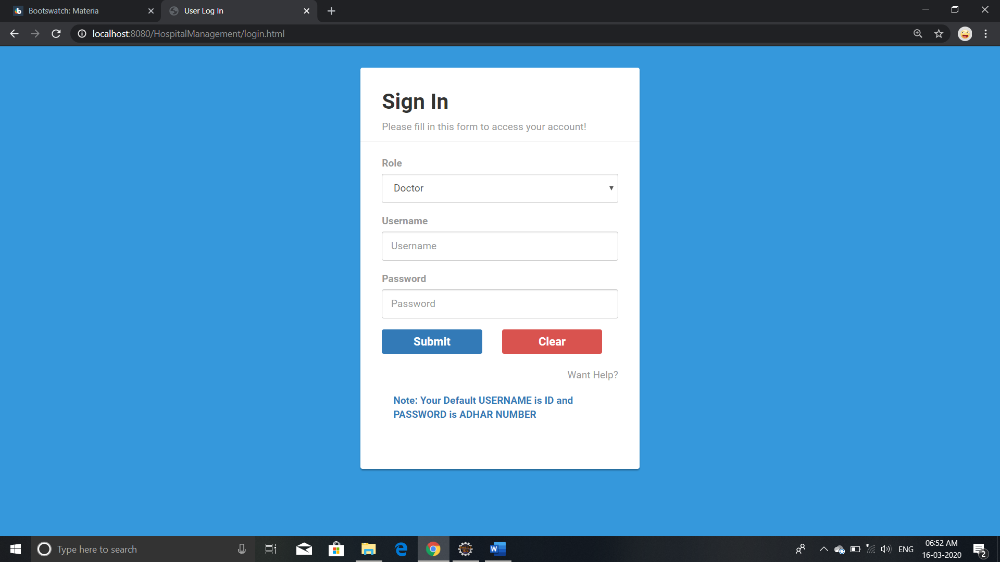 Bootswatch: Materia
User Log In
localhost:8080/HospitalManagement/login.html
Sign In
Please fill in this form to access your account!
Role
Doctor
Username
Username
Password
Password
Submit Clear
Want Help?
Note: Your Default USERNAME is ID and
PASSWORD is ADHAR NUMBER
Type here to search
ENG
06:52 AM
16-03-2020
2